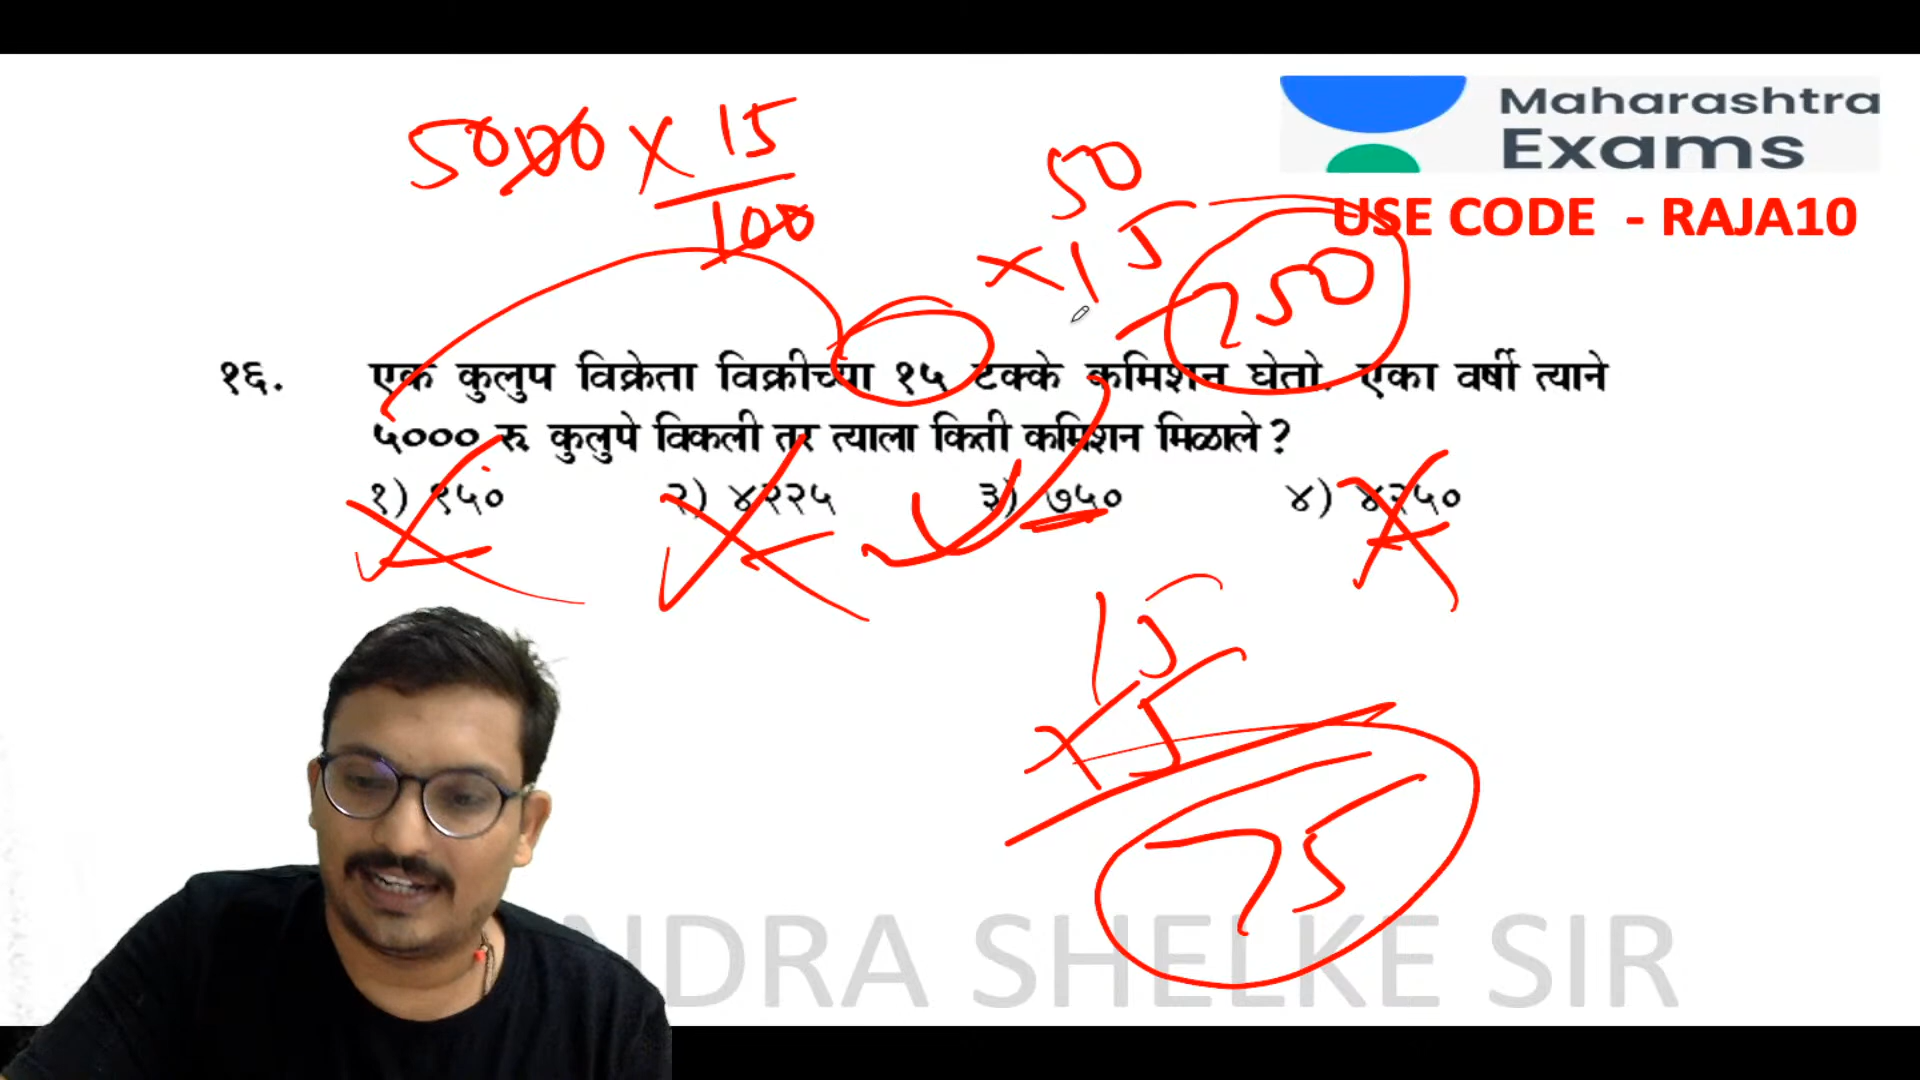 Maharashtra
Exams
USE CODE - RAJA10
5000 × 15
100
50
×15
750
१६. एक कुलुप विक्रेता विक्रीच्या १५ टक्के कमिशन घेतो. एका वर्षी त्याने
५००० रु कुलुपे विकली तर त्याला किती कमिशन मिळाले ?
१) ९५० २) ४२२५ ३) ७५० ४) ४२५०
15
×5
75
NDRA SHELKE SIR